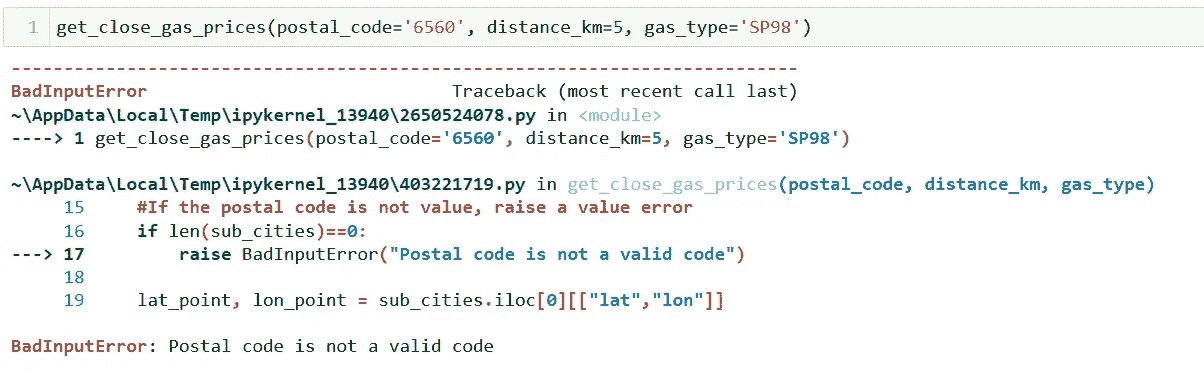 1 get_close_gas_prices(postal_code='6560', distance_km=5, gas_type='SP98')
---------------------------------------------------------------------------
BadInputError                             Traceback (most recent call last)
~\AppData\Local\Temp\ipykernel_13940\2650524078.py in <module>
----> 1 get_close_gas_prices(postal_code='6560', distance_km=5, gas_type='SP98')
~\AppData\Local\Temp\ipykernel_13940\403221719.py in get_close_gas_prices(postal_code, distance_km, gas_type)
     15     #If the postal code is not value, raise a value error
     16     if len(sub_cities)==0:
---> 17         raise BadInputError("Postal code is not a valid code")
     18
     19     lat_point, lon_point = sub_cities.iloc[0][["lat","lon"]]
BadInputError: Postal code is not a valid code